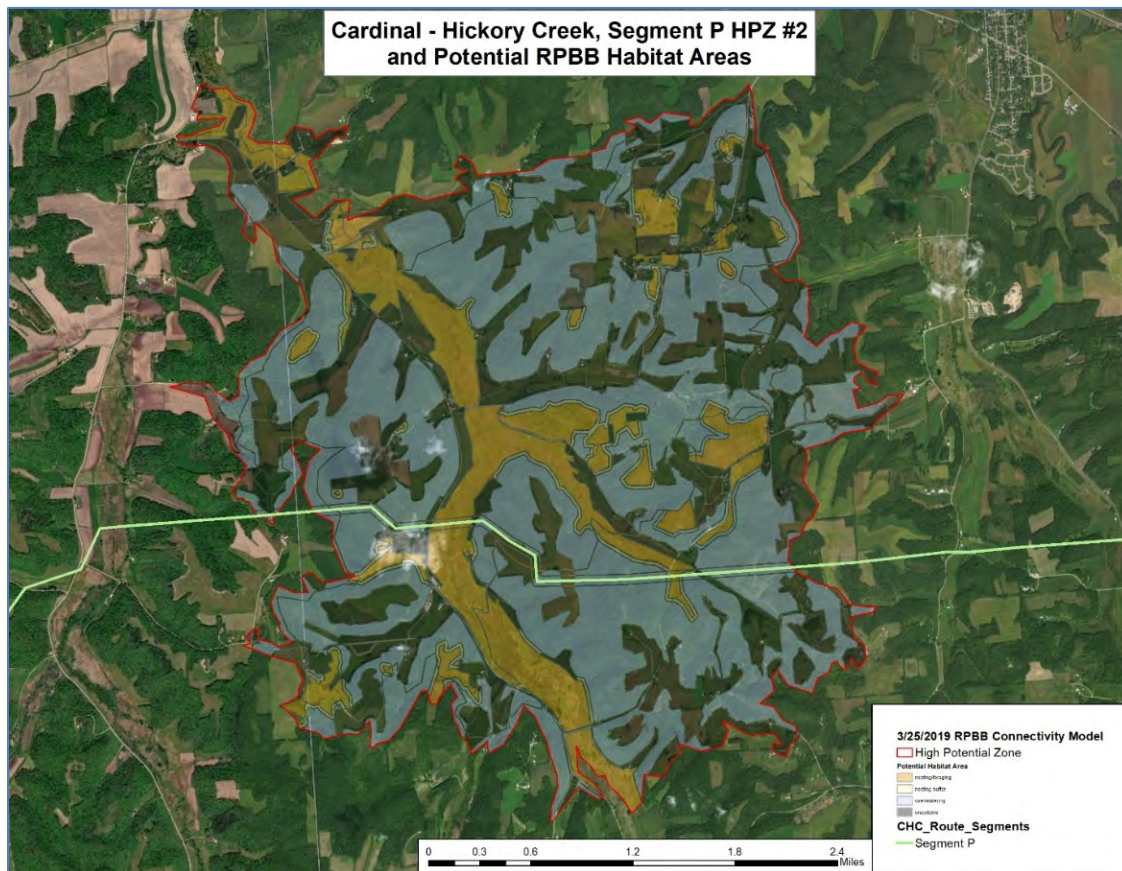 Cardinal - Hickory Creek, Segment P HPZ #2
and Potential RPBB Habitat Areas
3/25/2019 RPBB Connectivity Model
High Potential Zone
Potential Habitat Area
nesting/foraging
nesting buffer
overwintering
unsuitable
CHC_Route_Segments
Segment P
0 0.3 0.6 1.2 1.8 2.4
Miles